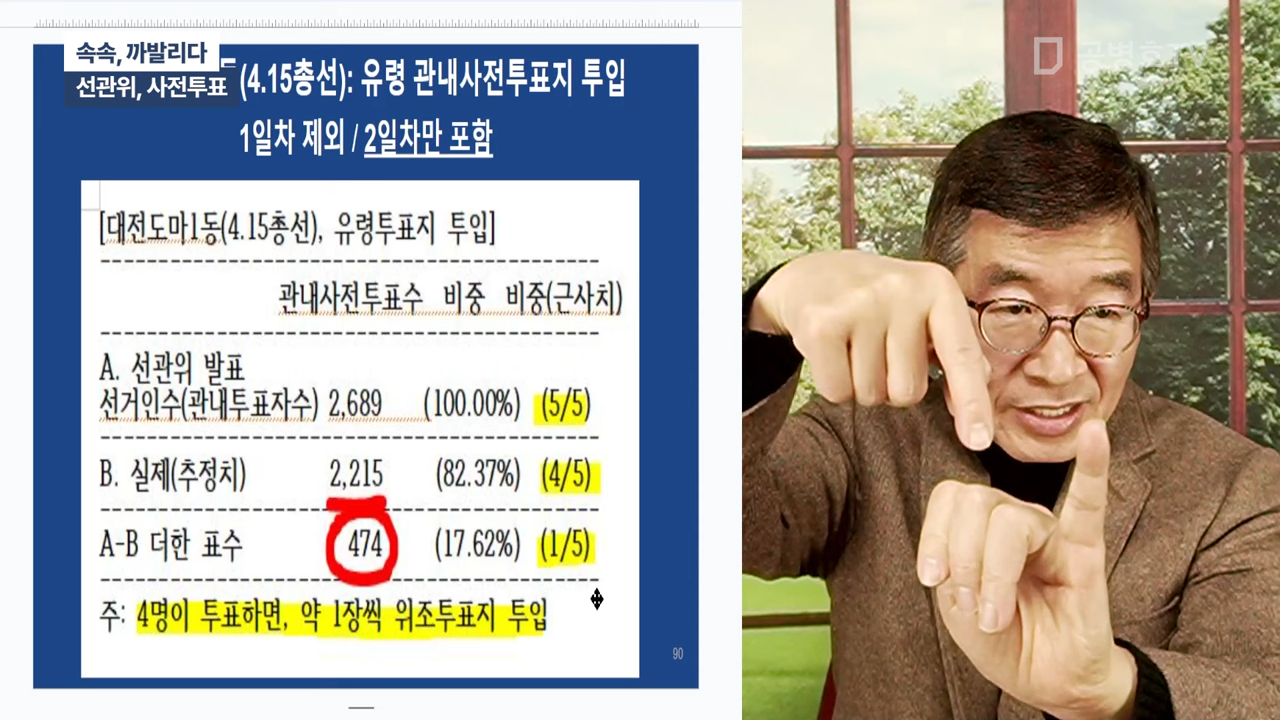 속속, 까발리다
선관위, 사전투표
(4.15총선): 유령 관내사전투표지 투입
1일차 제외 / 2일차만 포함
[대전도마1동(4.15총선), 유령투표지 투입]
관내사전투표수 비중 비중(근사치)
A. 선관위 발표
선거인수(관내투표자수) 2,689 (100.00%) (5/5)
B. 실제(추정치) 2,215 (82.37%) (4/5)
A-B 더한 표수 474 (17.62%) (1/5)
주: 4명이 투표하면, 약 1장씩 위조투표지 투입
90
공병호TV